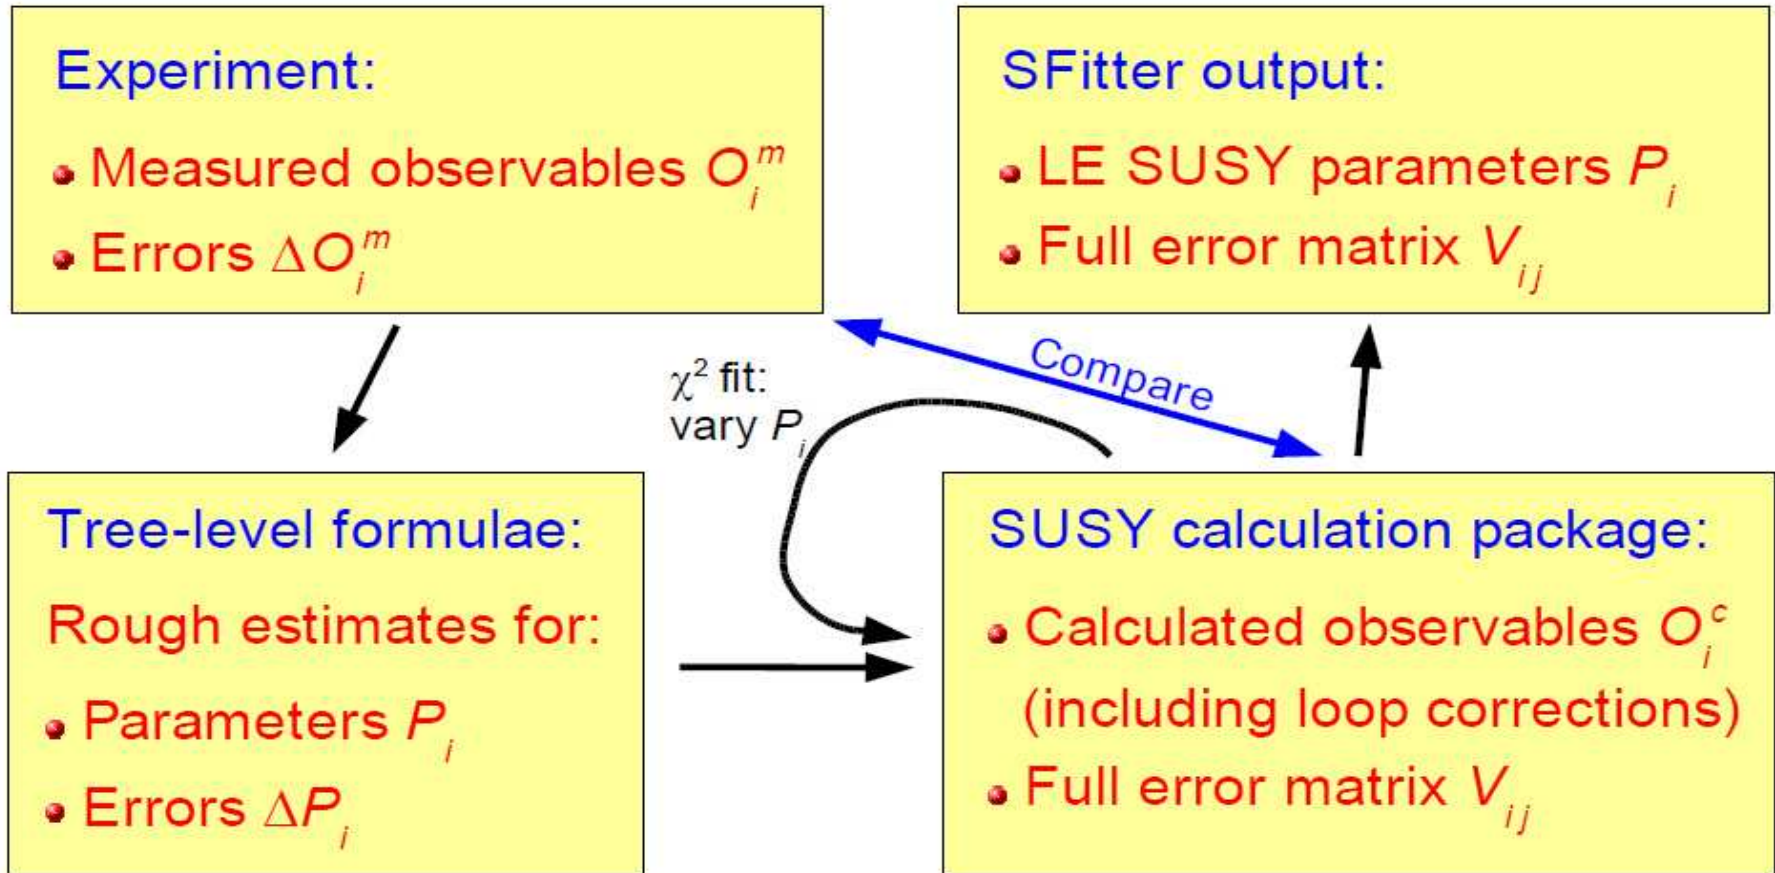 Experiment:
• Measured observables O_i^m
• Errors ΔO_i^m
SFitter output:
• LE SUSY parameters P_i
• Full error matrix V_ij
χ² fit:
vary P_i
Compare
Tree-level formulae:
Rough estimates for:
• Parameters P_i
• Errors ΔP_i
SUSY calculation package:
• Calculated observables O_i^c
(including loop corrections)
• Full error matrix V_ij